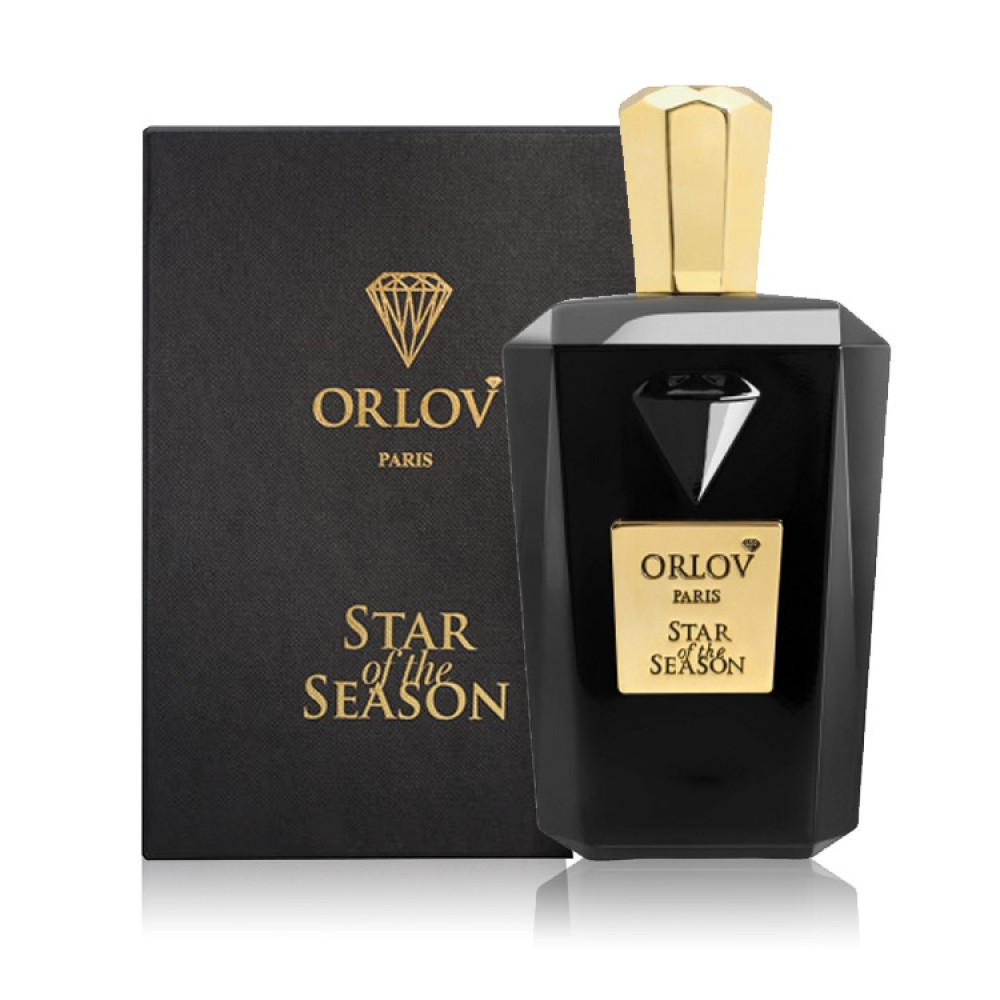 ORLOV
PARIS
STAR
of the
SEASON
ORLOV
PARIS
STAR
of the
SEASON